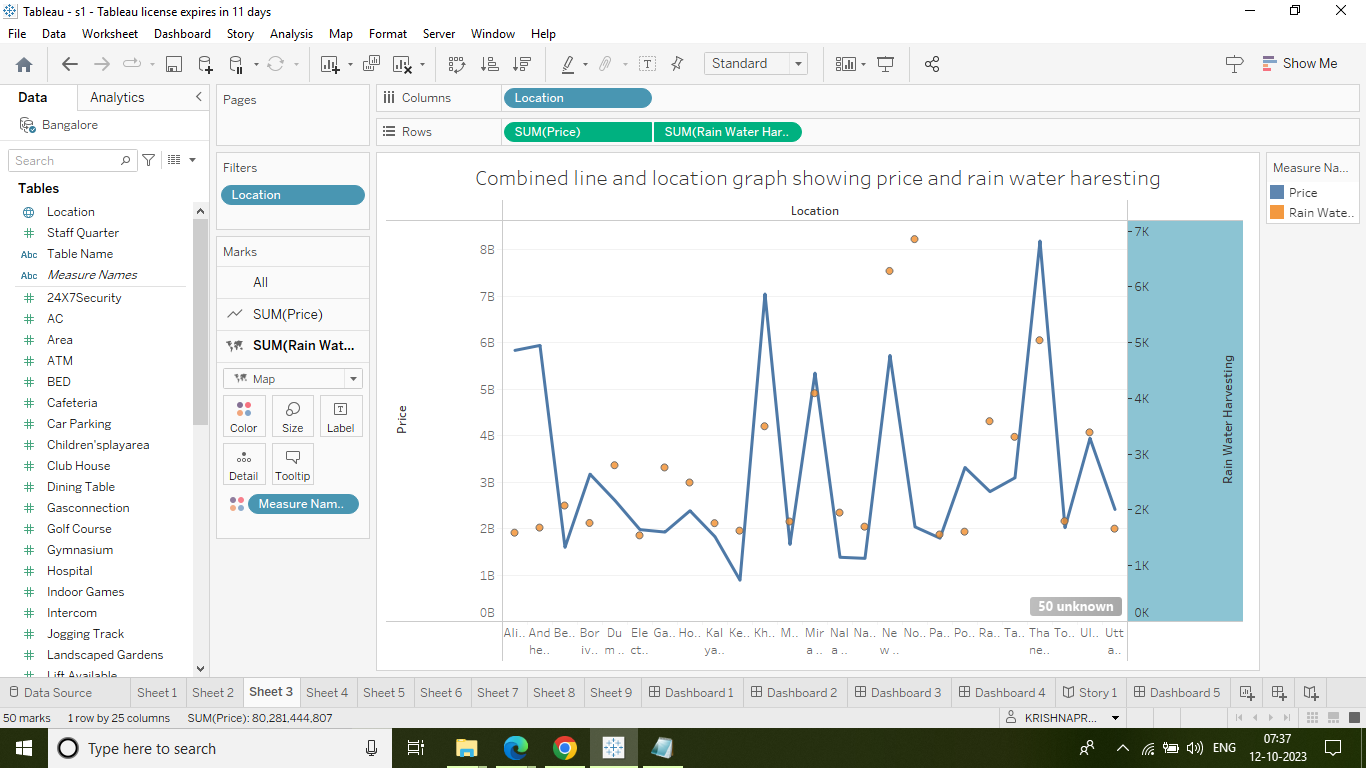 Tableau - s1 - Tableau license expires in 11 days
File Data Worksheet Dashboard Story Analysis Map Format Server Window Help
Standard
Show Me
Data Analytics
Bangalore
Search
Tables
Location
Staff Quarter
Abc Table Name
Abc Measure Names
24X7Security
AC
Area
ATM
BED
Cafeteria
Car Parking
Children'splayarea
Club House
Dining Table
Gasconnection
Golf Course
Gymnasium
Hospital
Indoor Games
Intercom
Jogging Track
Landscaped Gardens
Lift Available
Pages
Filters
Location
Marks
All
SUM(Price)
SUM(Rain Wat...
Map
Color Size Label
Detail Tooltip
Measure Nam..
Columns Location
Rows SUM(Price) SUM(Rain Water Har..
Combined line and location graph showing price and rain water haresting
Location
Price
8B
7B
6B
5B
4B
3B
2B
1B
0B
7K
6K
5K
4K
3K
2K
1K
0K
Rain Water Harvesting
50 unknown
Ali.. And Be.. Bor Du Ele Ga.. Ho.. Kal Ke.. Kh.. M.. Mir Nal Na.. Ne No.. Pa.. Po.. Ra.. Ta.. Tha To.. Ul.. Utt
he.. iv.. m .. ct.. ya.. a .. a .. w .. ne.. a..
Measure Na...
Price
Rain Wate..
Data Source Sheet 1 Sheet 2 Sheet 3 Sheet 4 Sheet 5 Sheet 6 Sheet 7 Sheet 8 Sheet 9 Dashboard 1 Dashboard 2 Dashboard 3 Dashboard 4 Story 1 Dashboard 5
50 marks 1 row by 25 columns SUM(Price): 80,281,444,807
KRISHNAPR...
Type here to search
ENG
07:37
12-10-2023